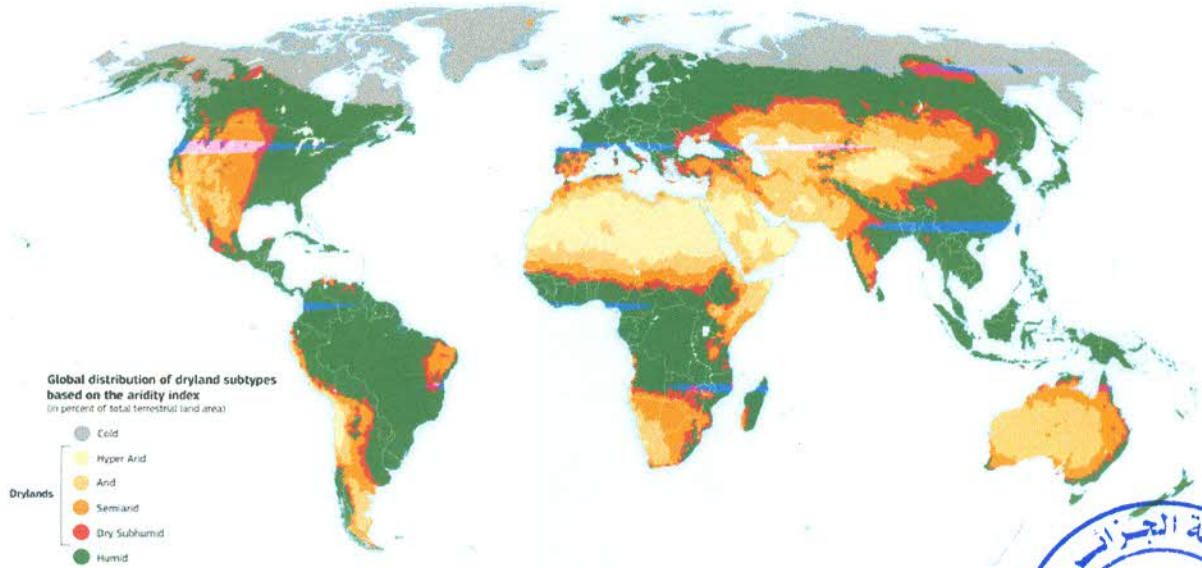 Global distribution of dryland subtypes
based on the aridity index
(in percent of total terrestrial land area)
Cold
Hyper Arid
Arid
Drylands
Semiarid
Dry Subhumid
Humid
ة الجزائر